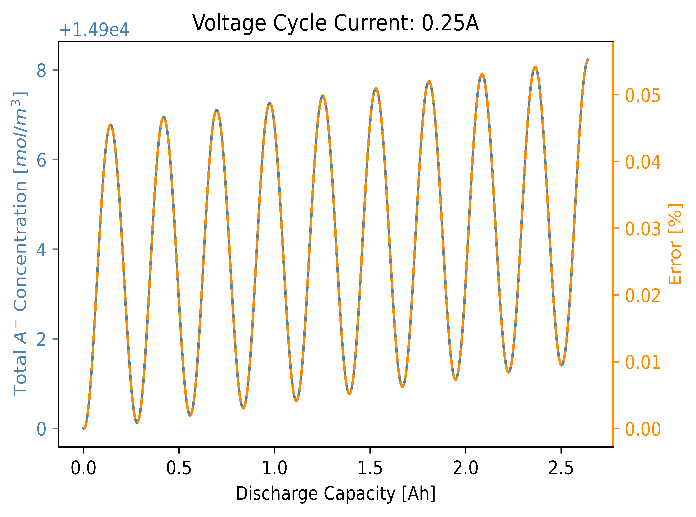 Voltage Cycle Current: 0.25A
+1.49e4
Total A⁻ Concentration [mol/m³]
8
6
4
2
0
0.05
0.04
0.03
0.02
0.01
0.00
Error [%]
0.0 0.5 1.0 1.5 2.0 2.5
Discharge Capacity [Ah]